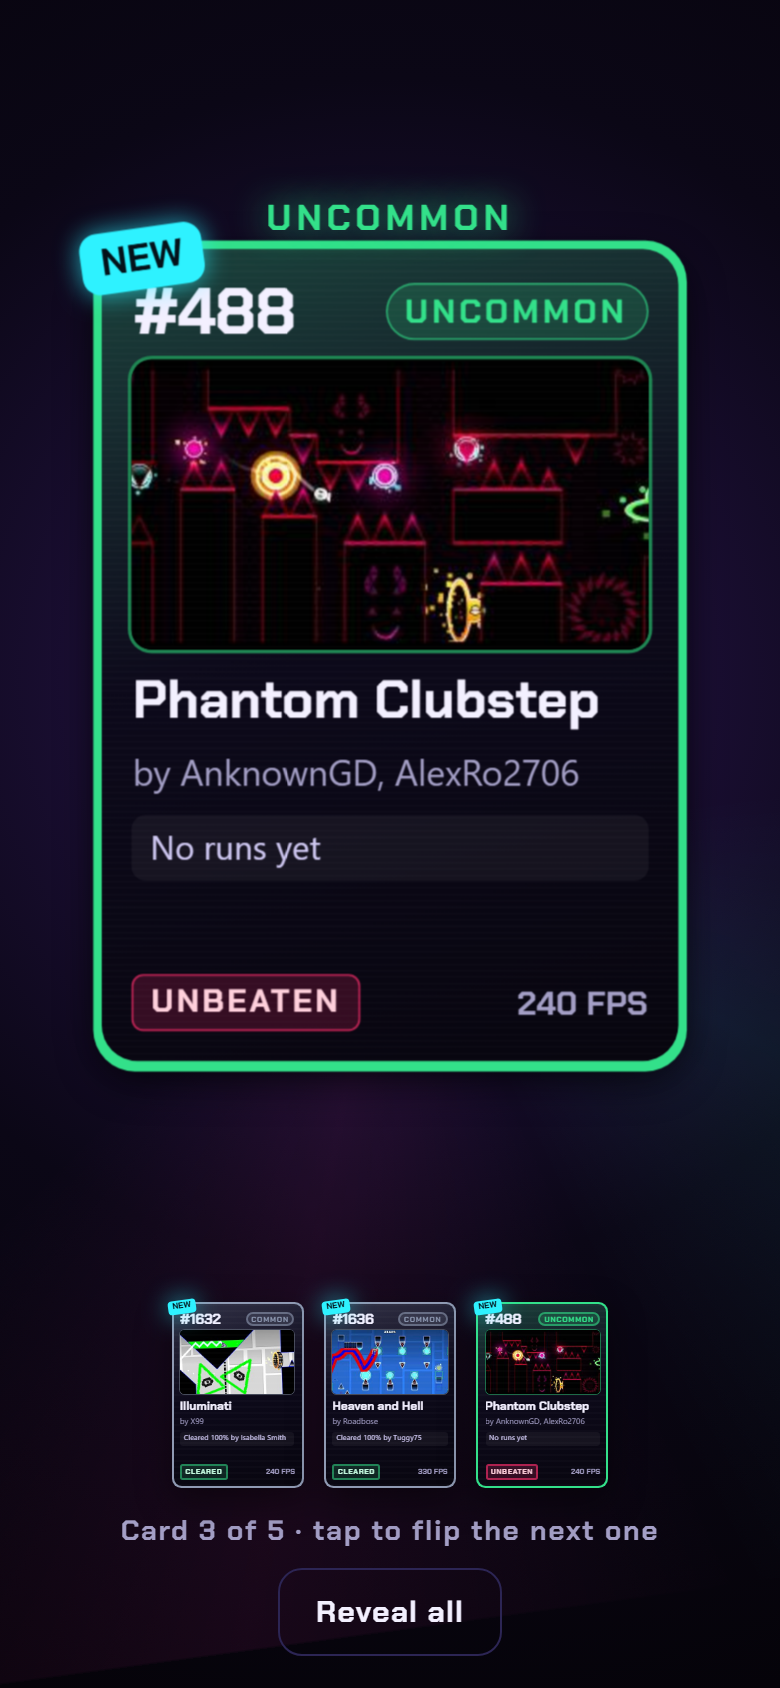 UNCOMMON
NEW
#488
UNCOMMON
Phantom Clubstep
by AnknownGD, AlexRo2706
No runs yet
UNBEATEN
240 FPS
NEW
#1632
COMMON
Illuminati
by X99
Cleared 100% by Isabella Smith
CLEARED
240 FPS
NEW
#1636
COMMON
Heaven and Hell
by Roadbose
Cleared 100% by Tuggy75
CLEARED
330 FPS
NEW
#488
UNCOMMON
Phantom Clubstep
by AnknownGD, AlexRo2706
No runs yet
UNBEATEN
240 FPS
Card 3 of 5 · tap to flip the next one
Reveal all